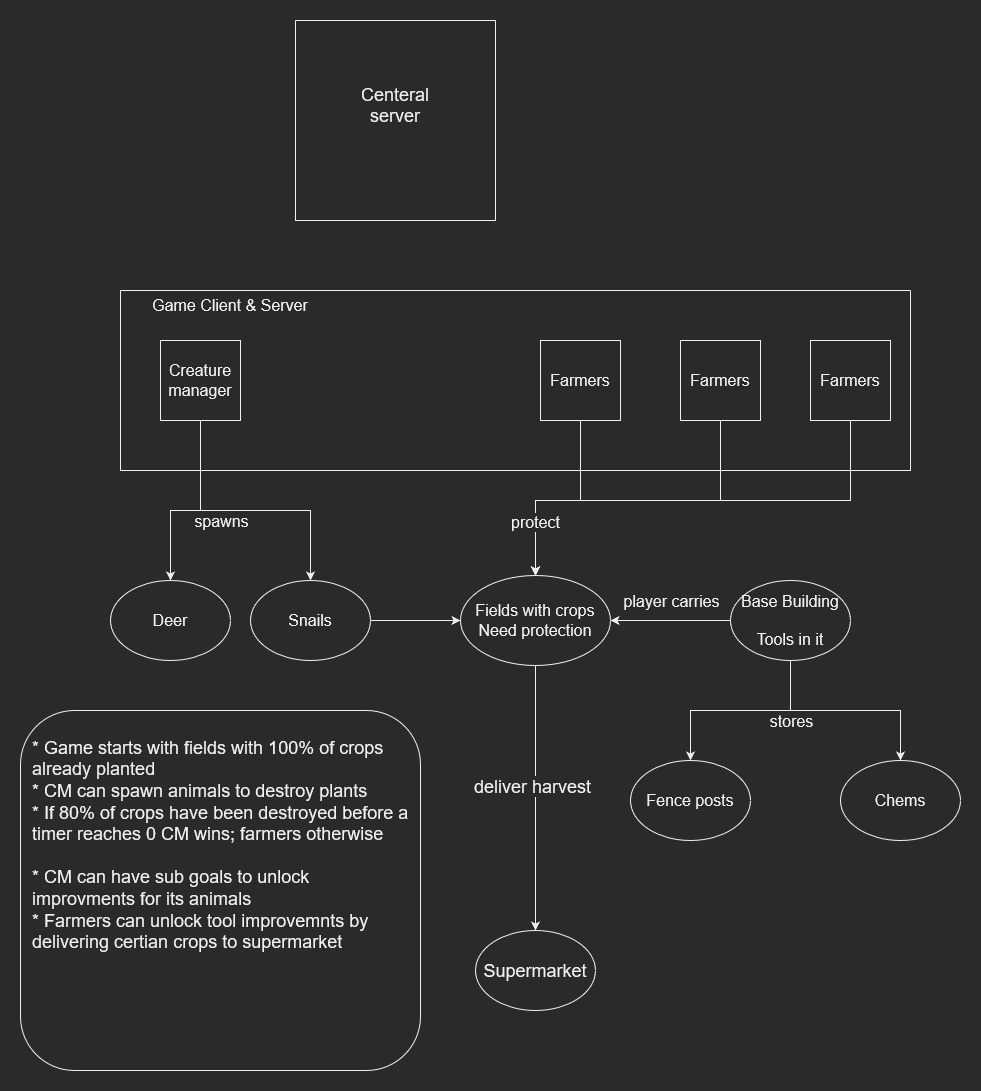 Centeral
server
Game Client & Server
Creature
manager
Farmers
Farmers
Farmers
spawns
protect
Deer
Snails
Fields with crops
Need protection
player carries
Base Building
Tools in it
stores
Fence posts
Chems
deliver harvest
Supermarket
* Game starts with fields with 100% of crops
already planted
* CM can spawn animals to destroy plants
* If 80% of crops have been destroyed before a
timer reaches 0 CM wins; farmers otherwise
* CM can have sub goals to unlock
improvments for its animals
* Farmers can unlock tool improvemnts by
delivering certian crops to supermarket